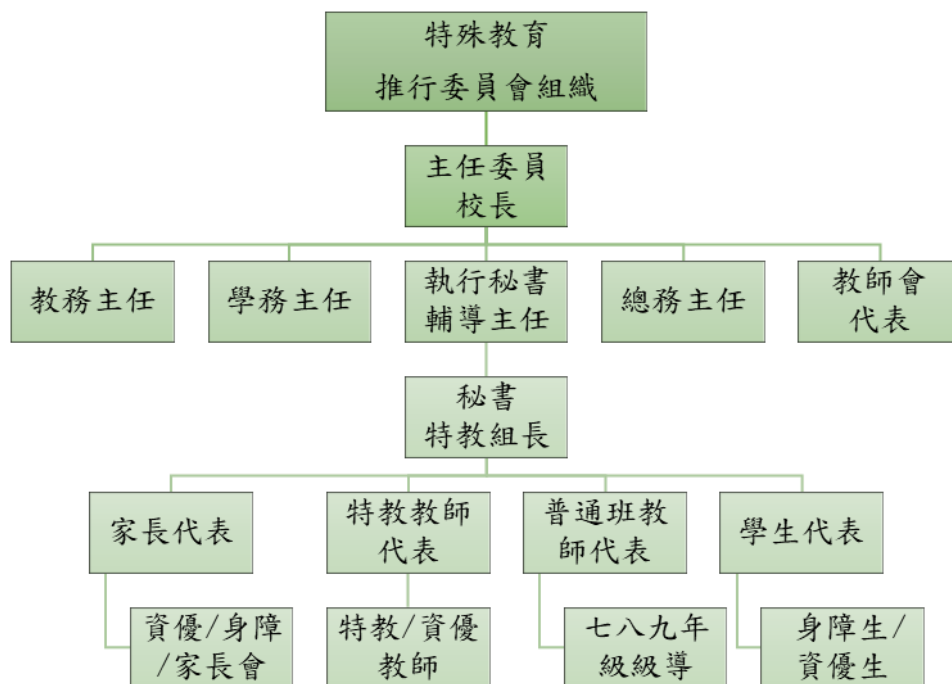 特殊教育
推行委員會組織
主任委員
校長
教務主任
學務主任
執行秘書
輔導主任
總務主任
教師會
代表
秘書
特教組長
家長代表
特教教師
代表
普通班教
師代表
學生代表
資優/身障
/家長會
特教/資優
教師
七八九年
級級導
身障生/
資優生